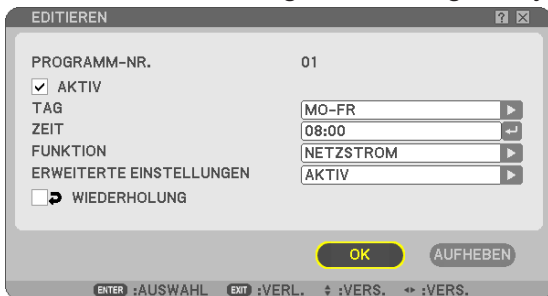 EDITIEREN
PROGRAMM-NR. 01
AKTIV
TAG MO-FR
ZEIT 08:00
FUNKTION NETZSTROM
ERWEITERTE EINSTELLUNGEN AKTIV
WIEDERHOLUNG
OK AUFHEBEN
ENTER :AUSWAHL EXIT :VERL. :VERS. :VERS.